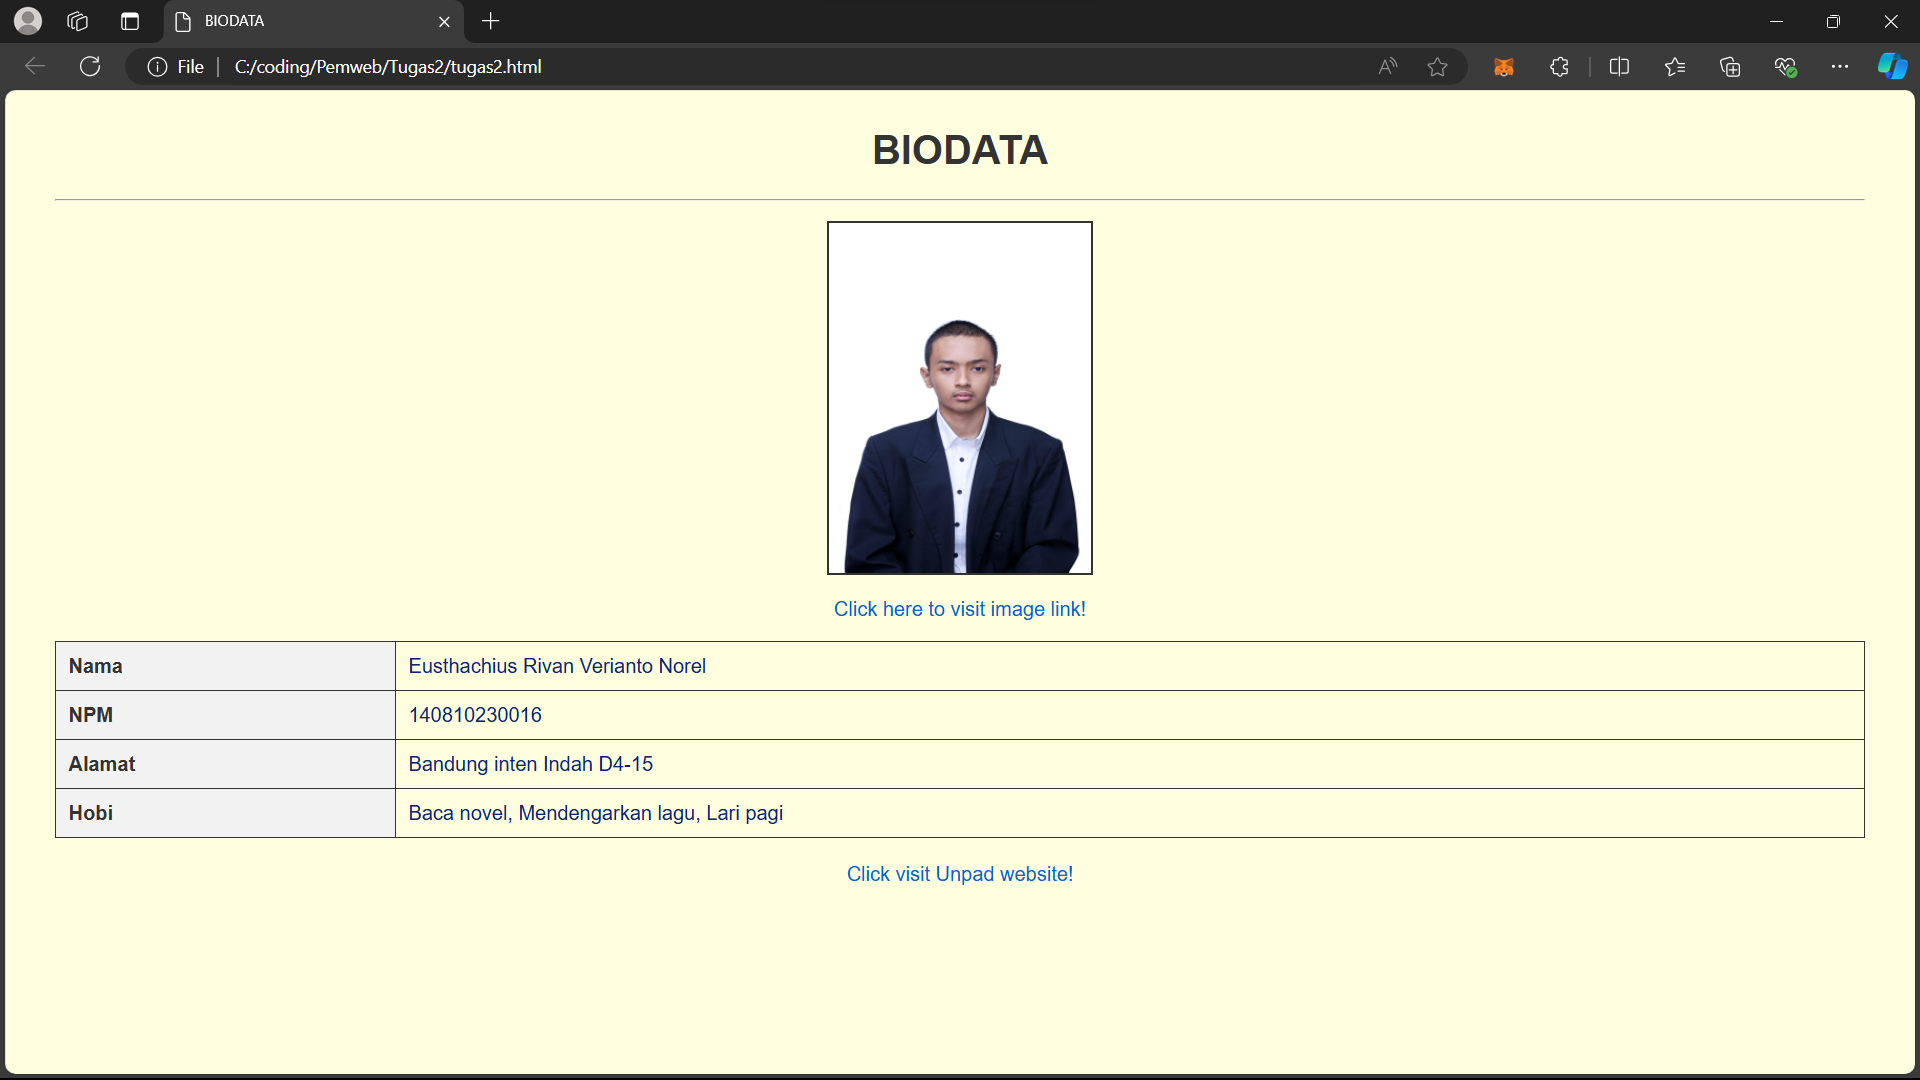 BIODATA
File
C:/coding/Pemweb/Tugas2/tugas2.html
BIODATA
Click here to visit image link!
Nama Eusthachius Rivan Verianto Norel
NPM 140810230016
Alamat Bandung inten Indah D4-15
Hobi Baca novel, Mendengarkan lagu, Lari pagi
Click visit Unpad website!